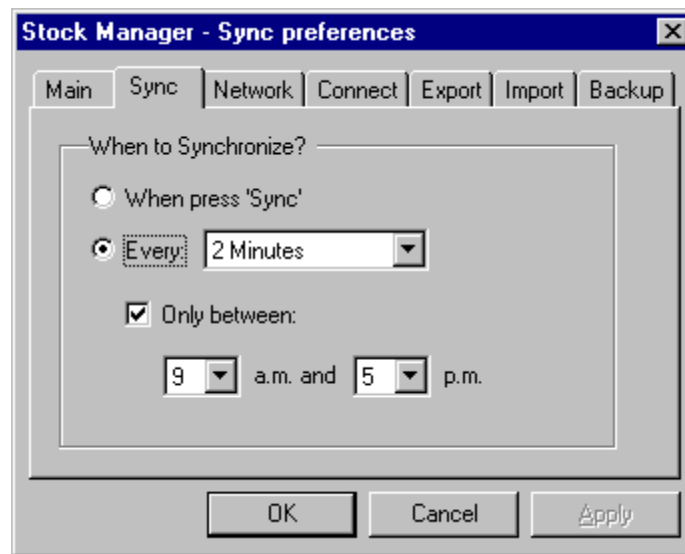 Stock Manager - Sync preferences
Main Sync Network Connect Export Import Backup
When to Synchronize?
When press 'Sync'
Every: 2 Minutes
Only between:
9 a.m. and 5 p.m.
OK Cancel Apply